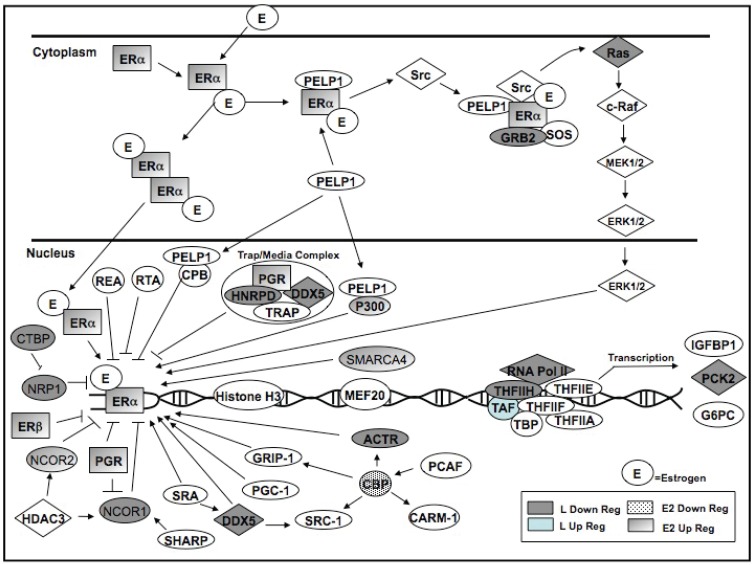 E
Cytoplasm
ERα
ERα
E
PELP1
ERα
E
Src
Src
E
PELP1
ERα
GRB2
SOS
Ras
c-Raf
MEK1/2
ERK1/2
E
ERα
ERα
E
PELP1
Nucleus
ERK1/2
REA
RTA
PELP1
CPB
Trap/Media Complex
PGR
HNRPD
DDX5
TRAP
PELP1
P300
E
ERα
CTBP
NRP1
E
ERα
SMARCA4
Histone H3
MEF20
RNA Pol II
THFIIH
THFIIE
TAF
THFIIF
TBP
THFIIA
Transcription
IGFBP1
PCK2
G6PC
ERβ
NCOR2
PGR
HDAC3
NCOR1
SHARP
SRA
DDX5
GRIP-1
PGC-1
SRC-1
ACTR
CBP
PCAF
CARM-1
E
=Estrogen
L Down Reg
E2 Down Reg
L Up Reg
E2 Up Reg